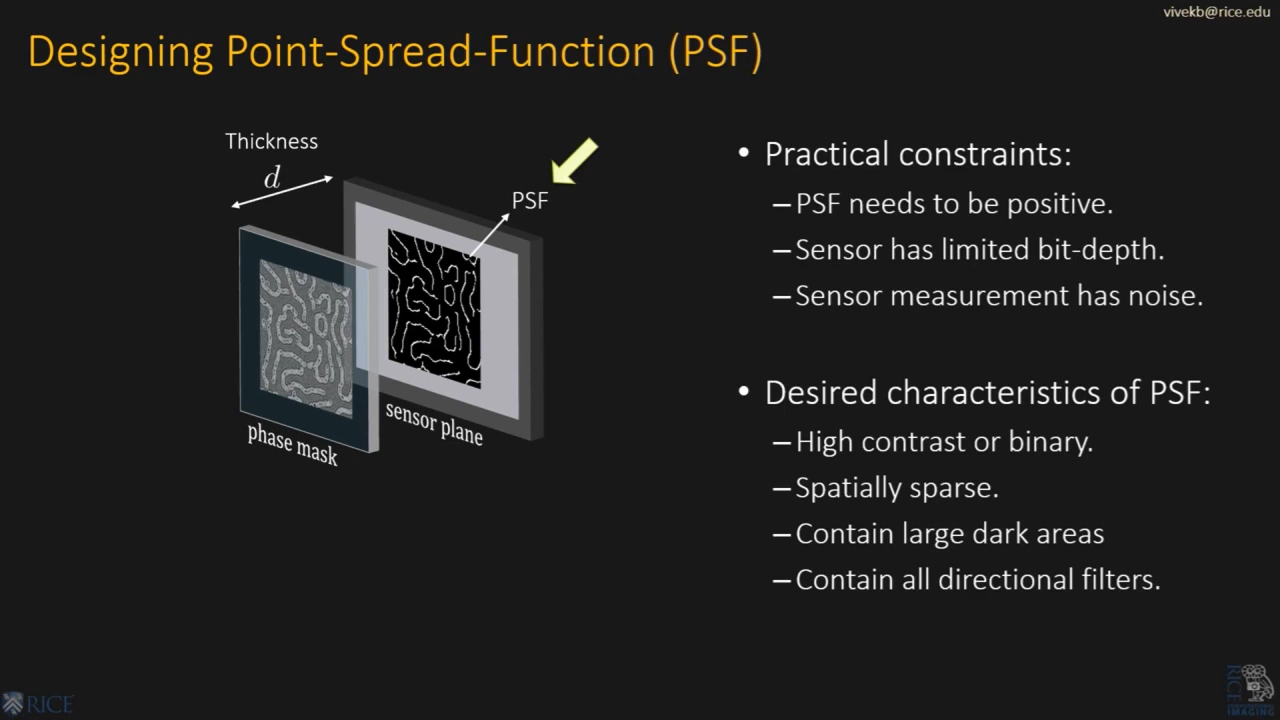 vivekb@rice.edu
Designing Point-Spread-Function (PSF)
Thickness
d
PSF
phase mask
sensor plane
• Practical constraints:
– PSF needs to be positive.
– Sensor has limited bit-depth.
– Sensor measurement has noise.
• Desired characteristics of PSF:
– High contrast or binary.
– Spatially sparse.
– Contain large dark areas
– Contain all directional filters.
RICE
RICE
IMAGING